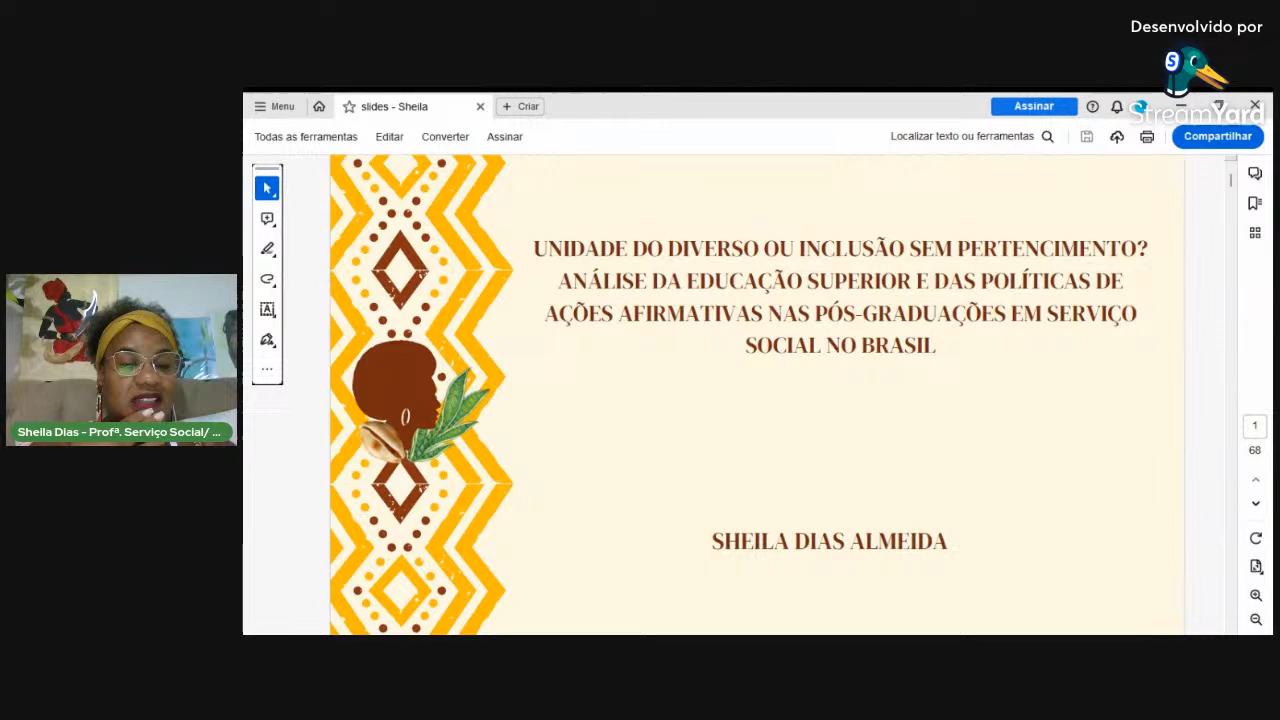 Desenvolvido por
S
StreamYard
Menu
slides - Sheila
Criar
Assinar
Todas as ferramentas
Editar
Converter
Assinar
Localizar texto ou ferramentas
Compartilhar
UNIDADE DO DIVERSO OU INCLUSÃO SEM PERTENCIMENTO?
ANÁLISE DA EDUCAÇÃO SUPERIOR E DAS POLÍTICAS DE
AÇÕES AFIRMATIVAS NAS PÓS-GRADUAÇÕES EM SERVIÇO
SOCIAL NO BRASIL
SHEILA DIAS ALMEIDA
Sheila Dias - Profª. Serviço Social/ ...
1
68